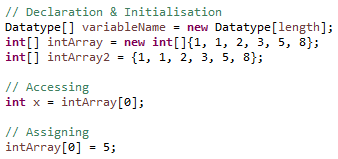 // Declaration & Initialisation
Datatype[] variableName = new Datatype[length];
int[] intArray = new int[]{1, 1, 2, 3, 5, 8};
int[] intArray2 = {1, 1, 2, 3, 5, 8};
// Accessing
int x = intArray[0];
// Assigning
intArray[0] = 5;